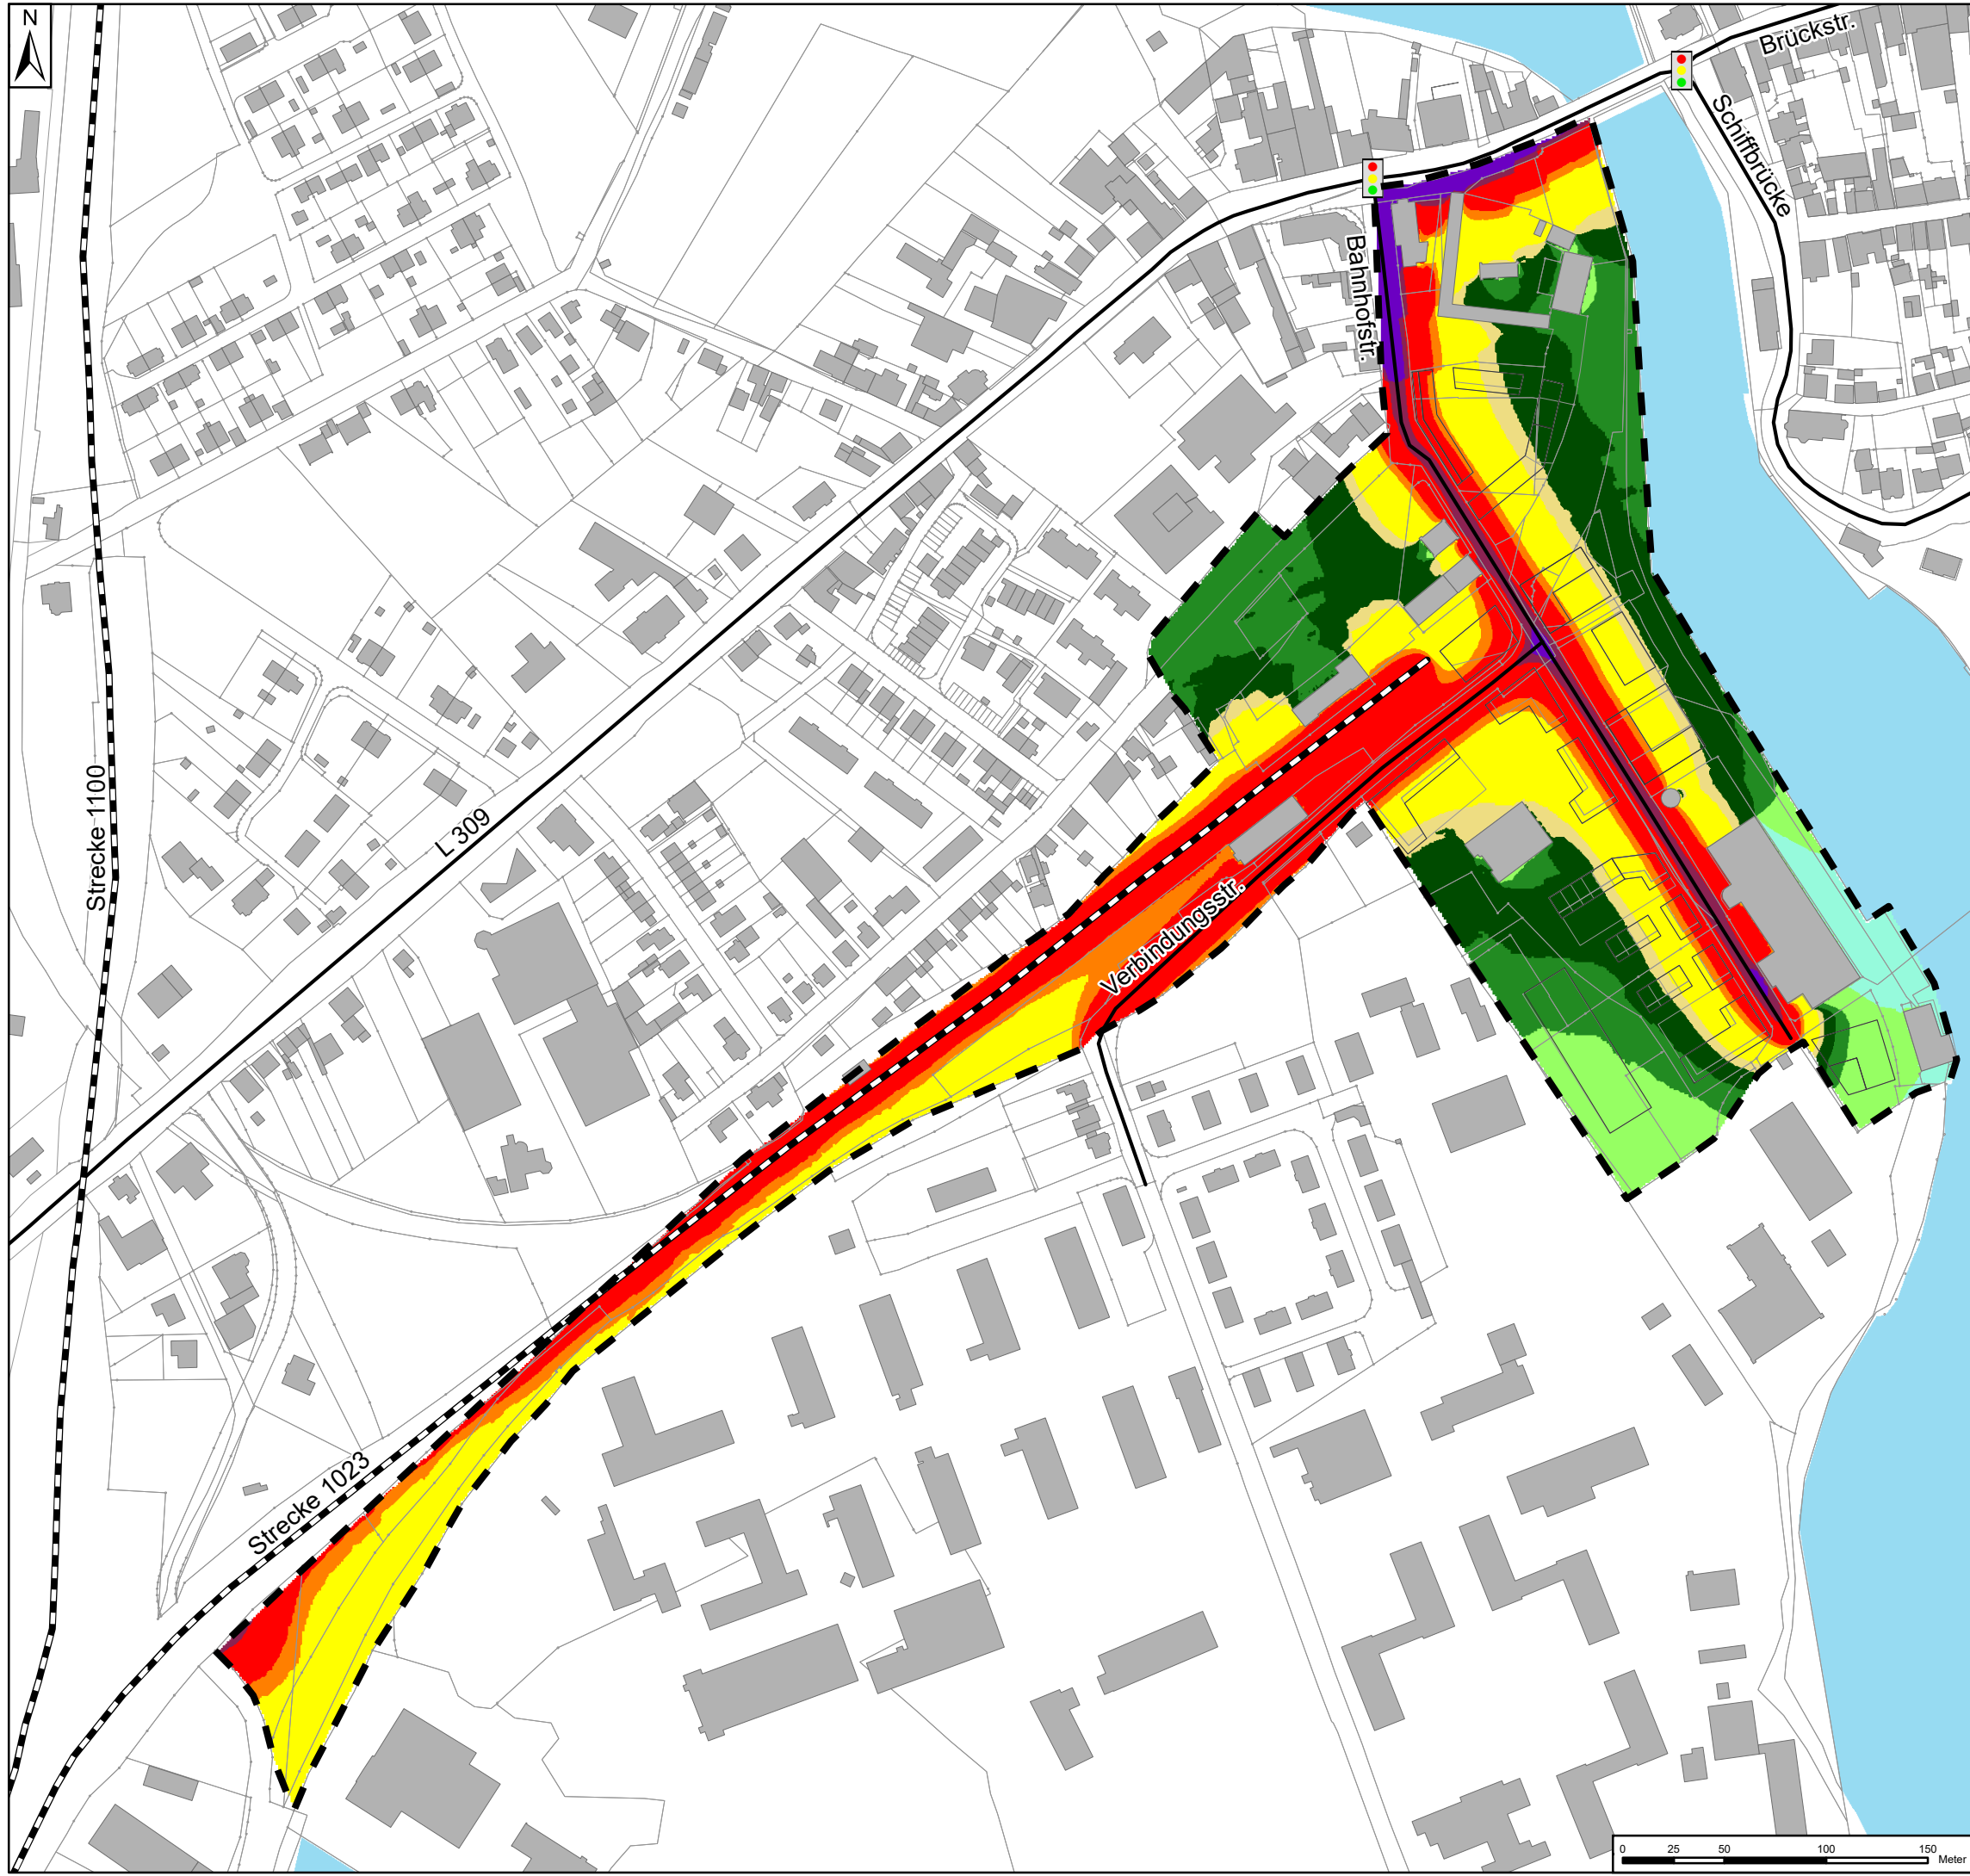 N
Brückstr.
Schiffbrücke
Bahnhofstr.
Strecke 1100
L 309
Verbindungsstr.
Strecke 1023
0 25 50 100 150
Meter